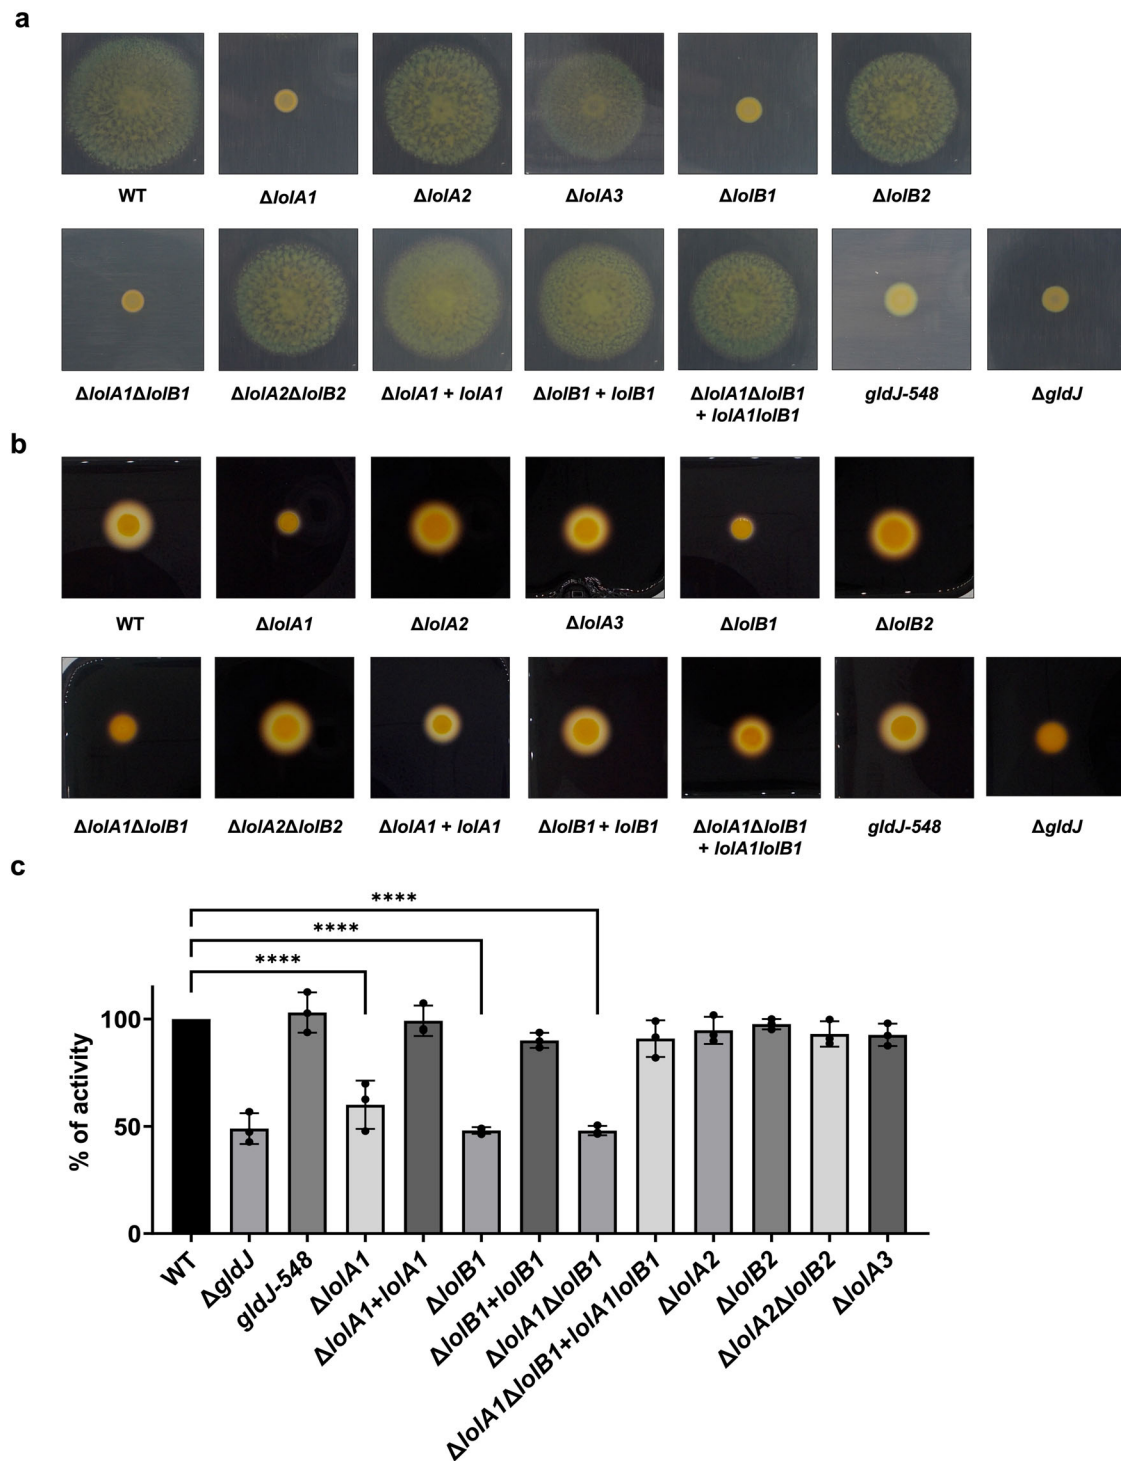 a
WT
ΔlolA1
ΔlolA2
ΔlolA3
ΔlolB1
ΔlolB2
ΔlolA1ΔlolB1
ΔlolA2ΔlolB2
ΔlolA1 + lolA1
ΔlolB1 + lolB1
ΔlolA1ΔlolB1
+ lolA1lolB1
gldJ-548
ΔgldJ
b
WT
ΔlolA1
ΔlolA2
ΔlolA3
ΔlolB1
ΔlolB2
ΔlolA1ΔlolB1
ΔlolA2ΔlolB2
ΔlolA1 + lolA1
ΔlolB1 + lolB1
ΔlolA1ΔlolB1
+ lolA1lolB1
gldJ-548
ΔgldJ
c
****
****
****
% of activity
100
50
0
WT
ΔgldJ
gldJ-548
ΔlolA1
ΔlolA1+lolA1
ΔlolB1
ΔlolB1+lolB1
ΔlolA1ΔlolB1
ΔlolA1ΔlolB1+lolA1lolB1
ΔlolA2
ΔlolB2
ΔlolA2ΔlolB2
ΔlolA3